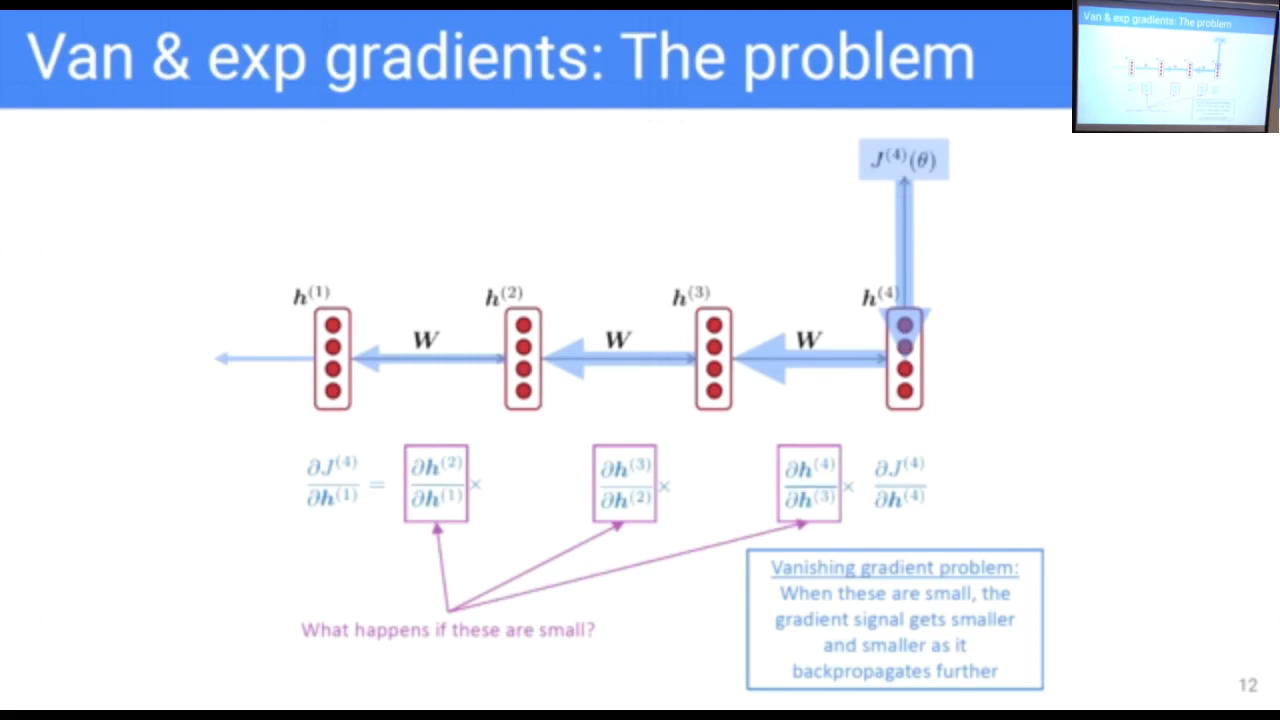 Van & exp gradients: The problem
Van & exp gradients: The problem
J⁽⁴⁾(θ)
h⁽¹⁾ h⁽²⁾ h⁽³⁾ h⁽⁴⁾
W W W
∂J⁽⁴⁾/∂h⁽¹⁾ = ∂h⁽²⁾/∂h⁽¹⁾ × ∂h⁽³⁾/∂h⁽²⁾ × ∂h⁽⁴⁾/∂h⁽³⁾ × ∂J⁽⁴⁾/∂h⁽⁴⁾
What happens if these are small?
Vanishing gradient problem:
When these are small, the
gradient signal gets smaller
and smaller as it
backpropagates further
12